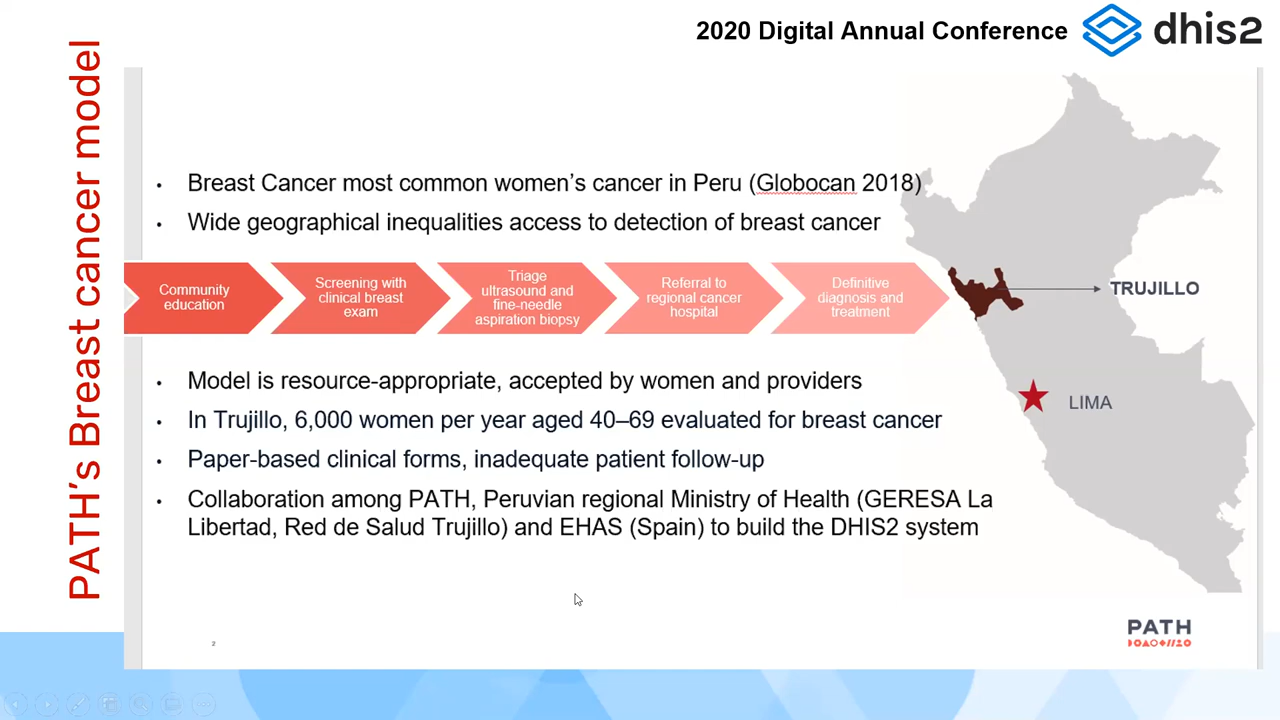 2020 Digital Annual Conference
dhis2
PATH's Breast cancer model
Breast Cancer most common women's cancer in Peru (Globocan 2018)
Wide geographical inequalities access to detection of breast cancer
Community
education
Screening with
clinical breast
exam
Triage
ultrasound and
fine-needle
aspiration biopsy
Referral to
regional cancer
hospital
Definitive
diagnosis and
treatment
TRUJILLO
LIMA
Model is resource-appropriate, accepted by women and providers
In Trujillo, 6,000 women per year aged 40–69 evaluated for breast cancer
Paper-based clinical forms, inadequate patient follow-up
Collaboration among PATH, Peruvian regional Ministry of Health (GERESA La
Libertad, Red de Salud Trujillo) and EHAS (Spain) to build the DHIS2 system
2
PATH